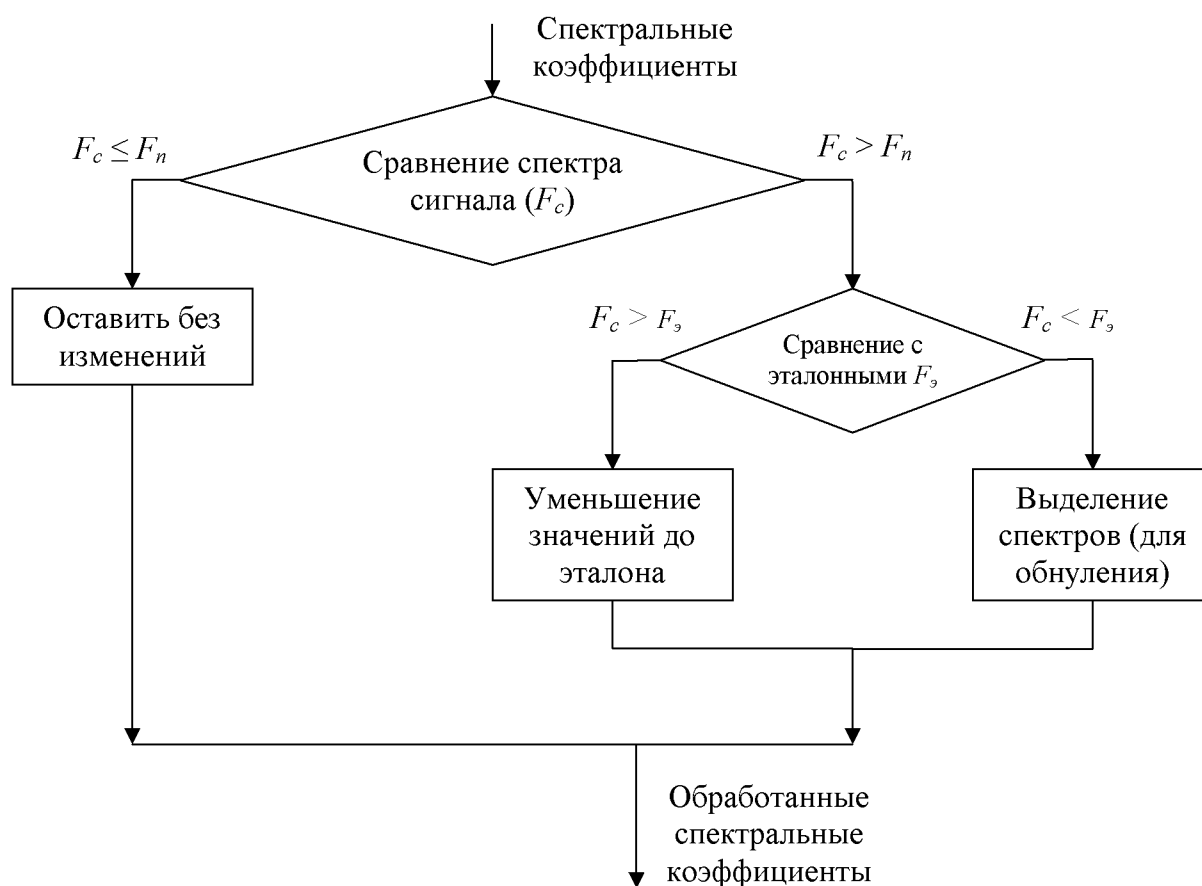 Спектральные
коэффициенты
F_c ≤ F_n
F_c > F_n
Сравнение спектра
сигнала (F_c)
Оставить без
изменений
F_c > F_э
F_c < F_э
Сравнение с
эталонными F_э
Уменьшение
значений до
эталона
Выделение
спектров (для
обнуления)
Обработанные
спектральные
коэффициенты